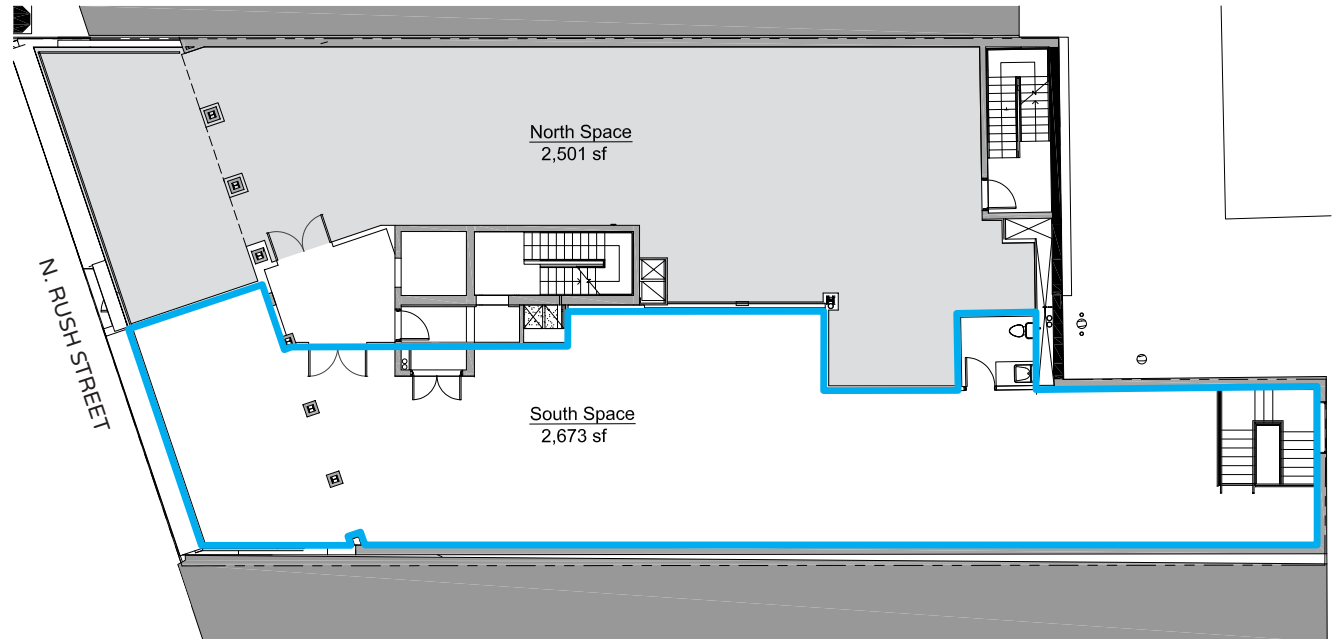 North Space
2,501 sf
N. RUSH STREET
South Space
2,673 sf